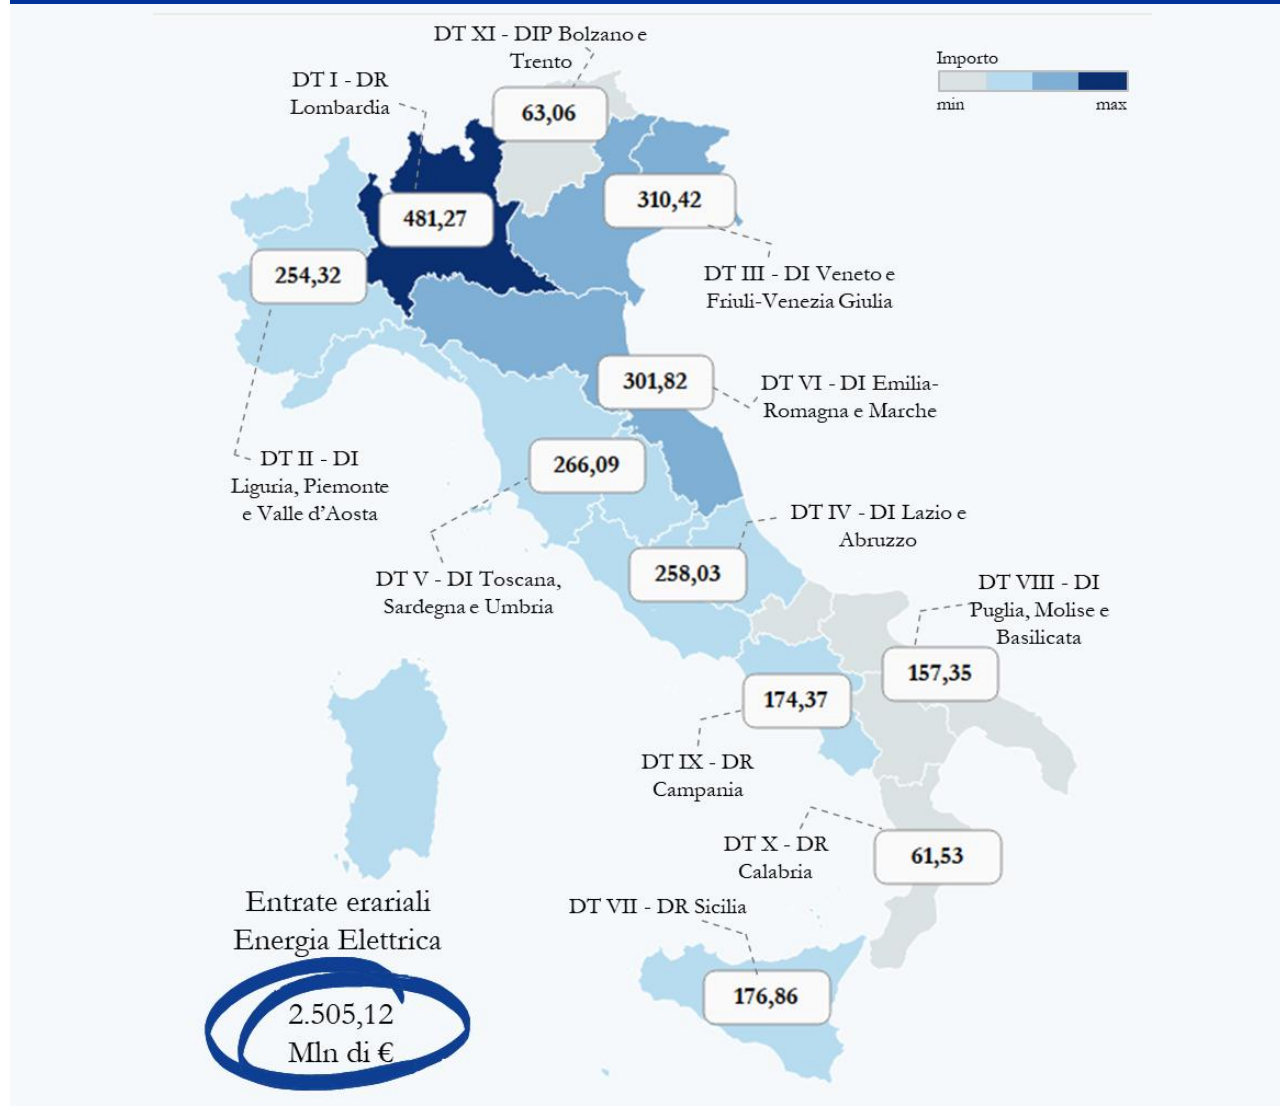 DT XI - DIP Bolzano e
Trento
Importo
min
max
DT I - DR
Lombardia
63,06
310,42
481,27
254,32
DT III - DI Veneto e
Friuli-Venezia Giulia
301,82
DT VI - DI Emilia-
Romagna e Marche
DT II - DI
Liguria, Piemonte
e Valle d'Aosta
266,09
DT IV - DI Lazio e
Abruzzo
258,03
DT V - DI Toscana,
Sardegna e Umbria
DT VIII - DI
Puglia, Molise e
Basilicata
157,35
174,37
DT IX - DR
Campania
DT X - DR
Calabria
61,53
DT VII - DR Sicilia
176,86
Entrate erariali
Energia Elettrica
2.505,12
Mln di €